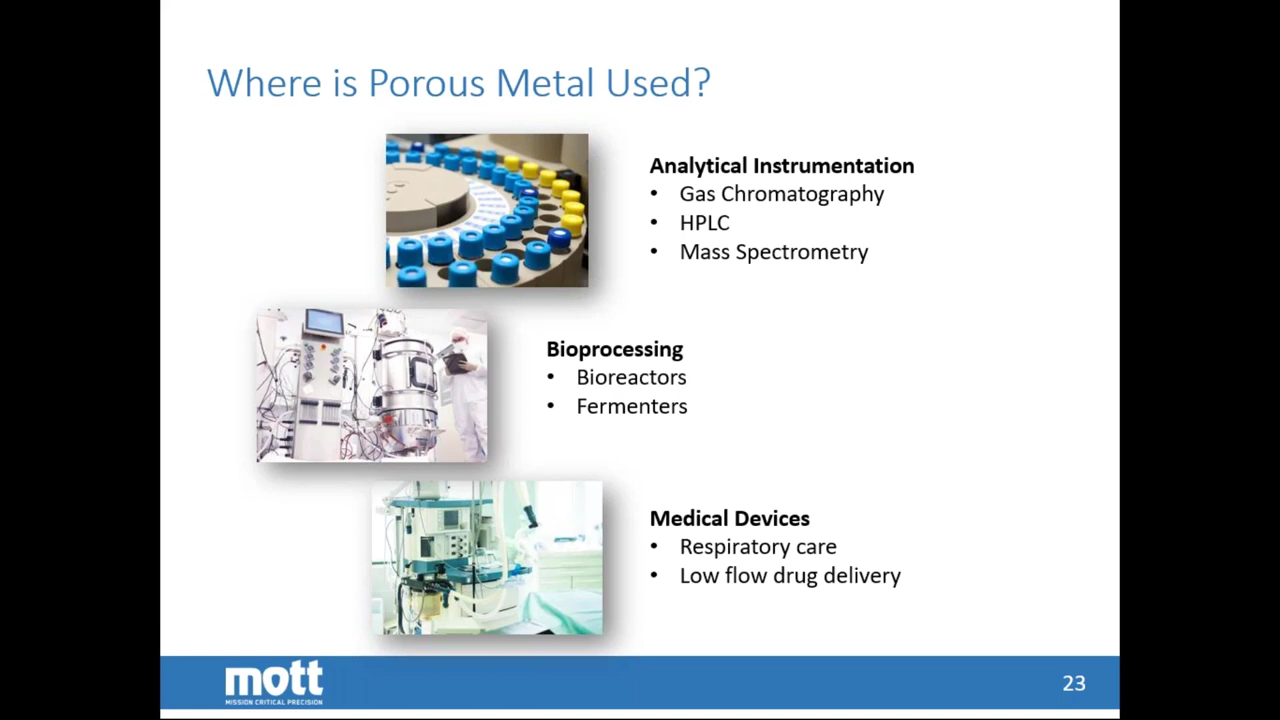 Where is Porous Metal Used?
Analytical Instrumentation
• Gas Chromatography
• HPLC
• Mass Spectrometry
Bioprocessing
• Bioreactors
• Fermenters
Medical Devices
• Respiratory care
• Low flow drug delivery
mott
MISSION CRITICAL PRECISION
23